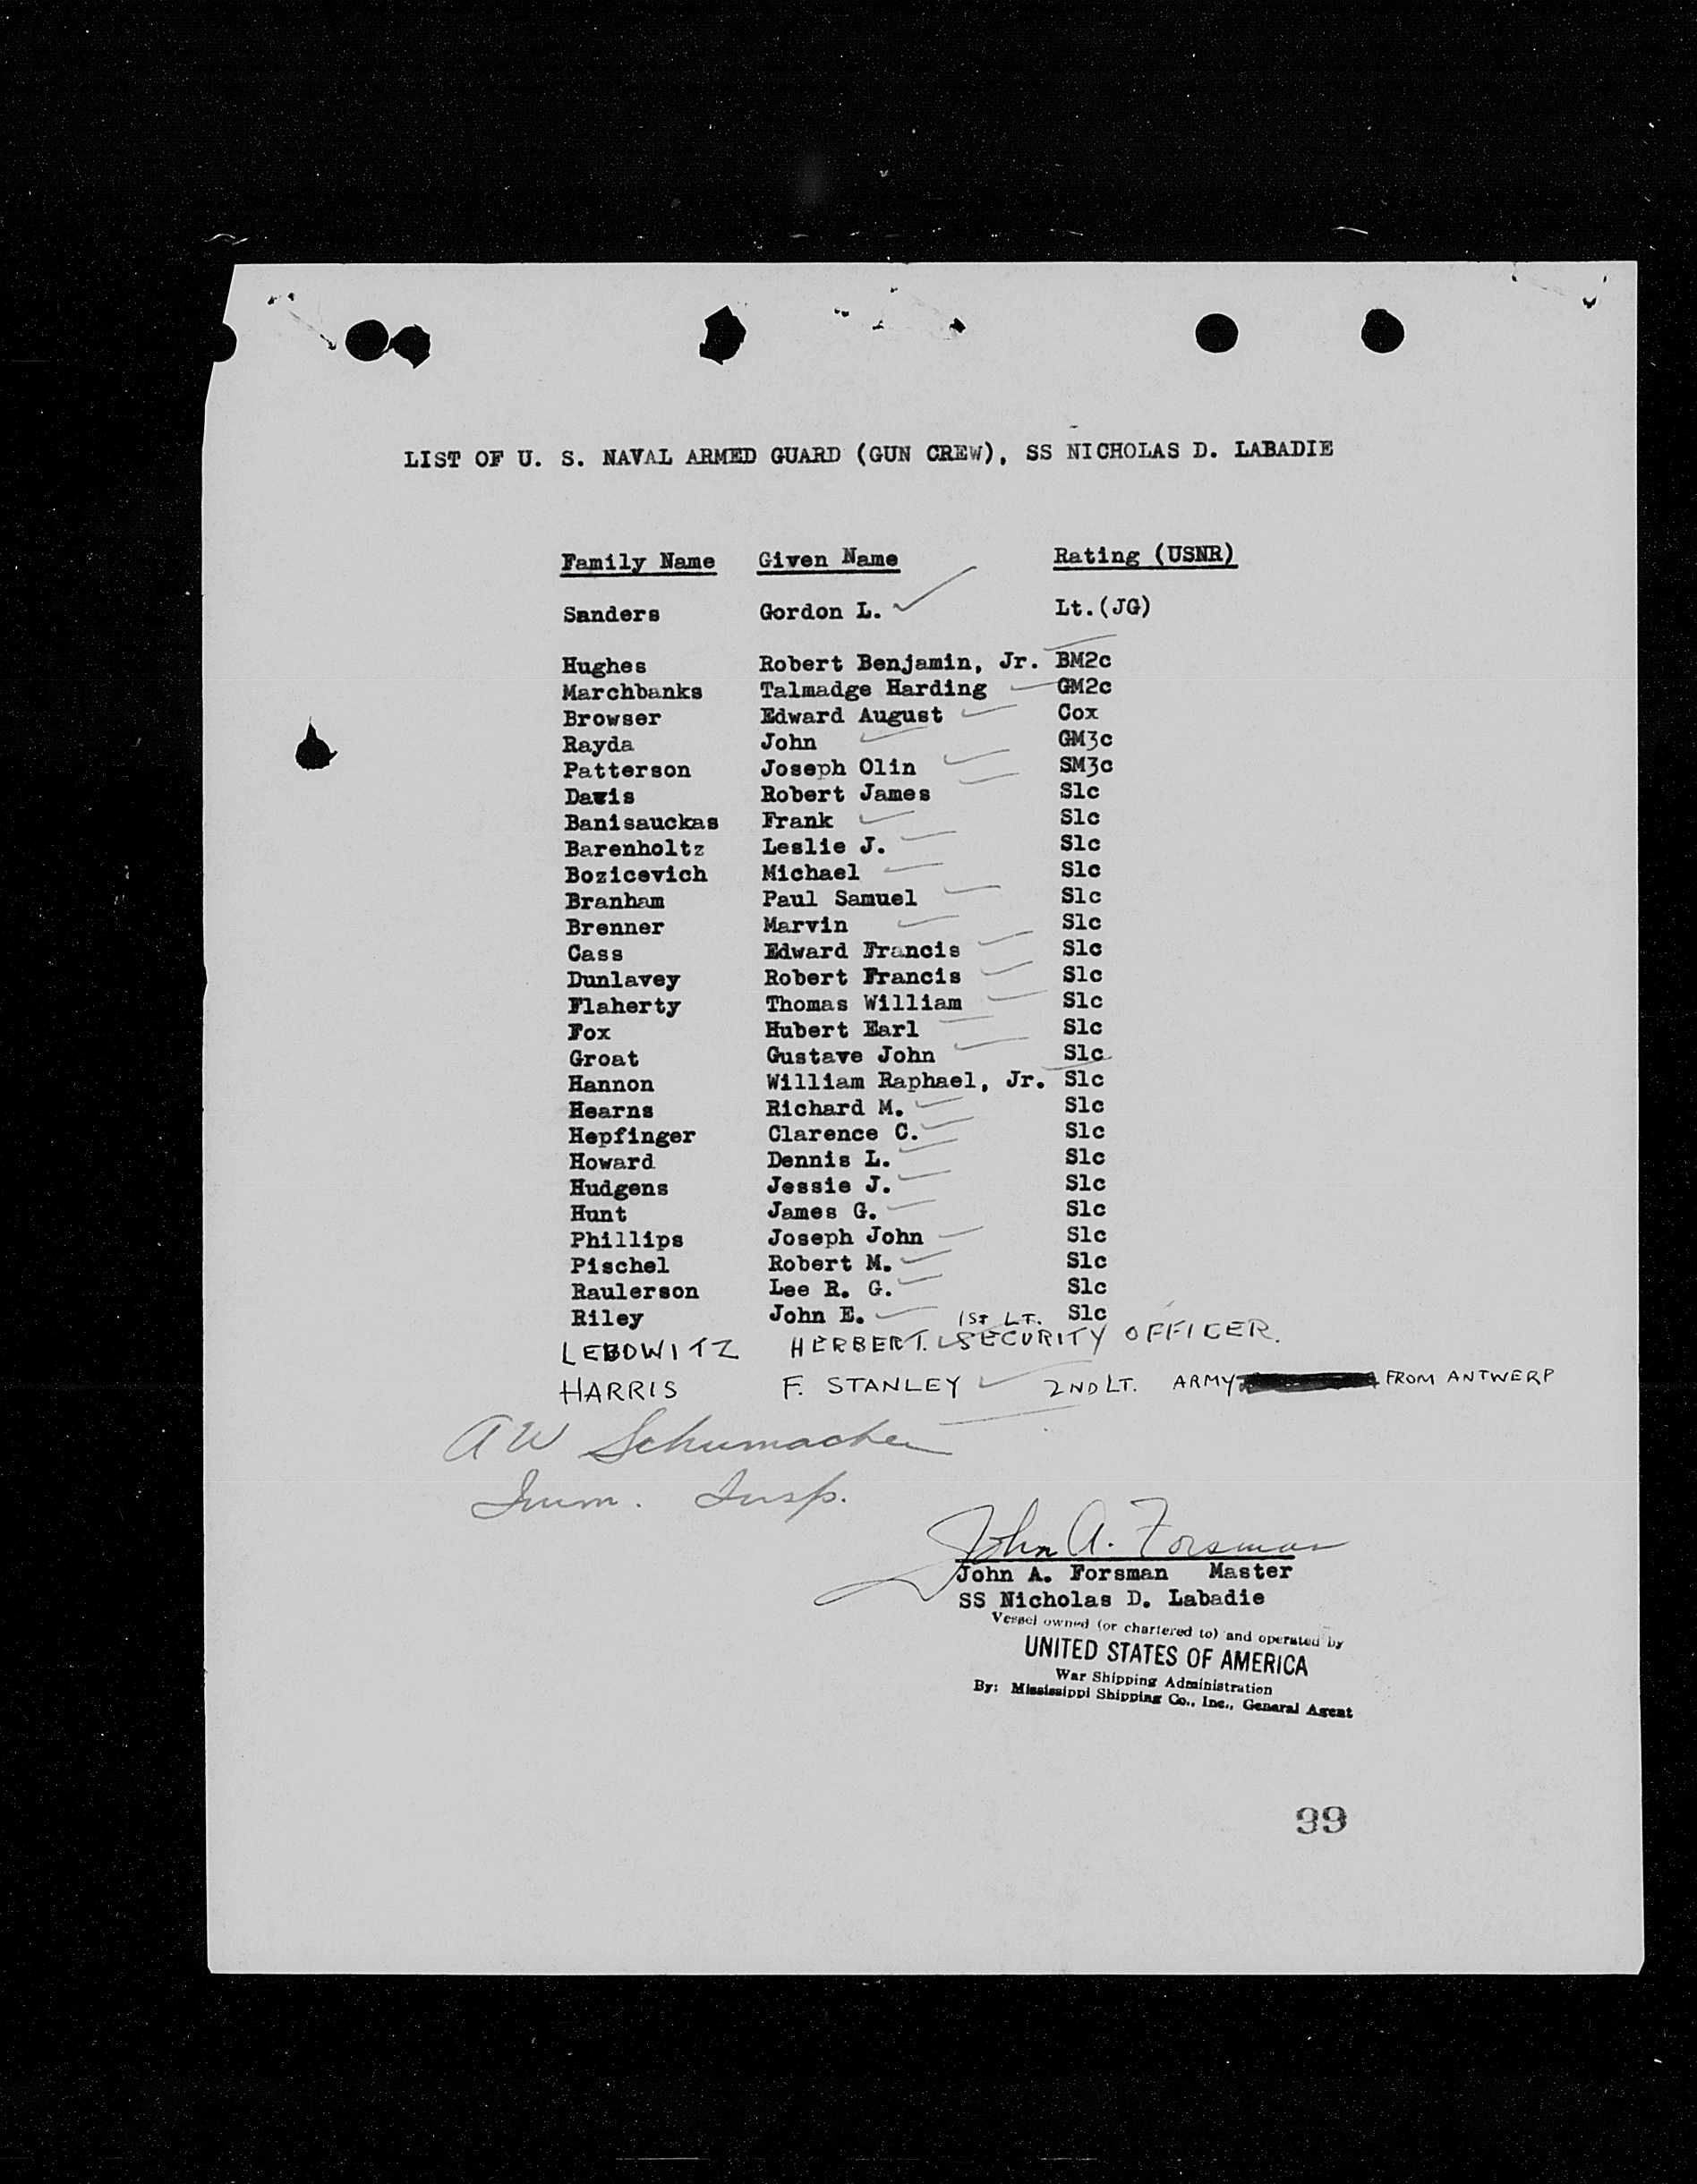 LIST OF U. S. NAVAL ARMED GUARD (GUN CREW), SS NICHOLAS D. LABADIE
Family Name Given Name Rating (USNR)
Sanders Gordon L. Lt.(JG)
Hughes Robert Benjamin, Jr. BM2c
Marchbanks Talmadge Harding GM2c
Browser Edward August Cox
Rayda John GM3c
Patterson Joseph Olin SM3c
Davis Robert James S1c
Banisauckas Frank S1c
Barenholtz Leslie J. S1c
Bozicevich Michael S1c
Branham Paul Samuel S1c
Brenner Marvin S1c
Cass Edward Francis S1c
Dunlavey Robert Francis S1c
Flaherty Thomas William S1c
Fox Hubert Earl S1c
Groat Gustave John S1c
Hannon William Raphael, Jr. S1c
Hearns Richard M. S1c
Hepfinger Clarence C. S1c
Howard Dennis L. S1c
Hudgens Jessie J. S1c
Hunt James G. S1c
Phillips Joseph John S1c
Pischel Robert M. S1c
Raulerson Lee R. G. S1c
Riley John E. S1c
LEBOWITZ HERBERT. 1ST LT. SECURITY OFFICER.
HARRIS F. STANLEY 2ND LT. ARMY FROM ANTWERP
A W Schumacher
Imm. Insp.
John A. Forsman
John A. Forsman Master
SS Nicholas D. Labadie
Vessel owned (or chartered to) and operated by
UNITED STATES OF AMERICA
War Shipping Administration
By: Mississippi Shipping Co., Inc., General Agent
39